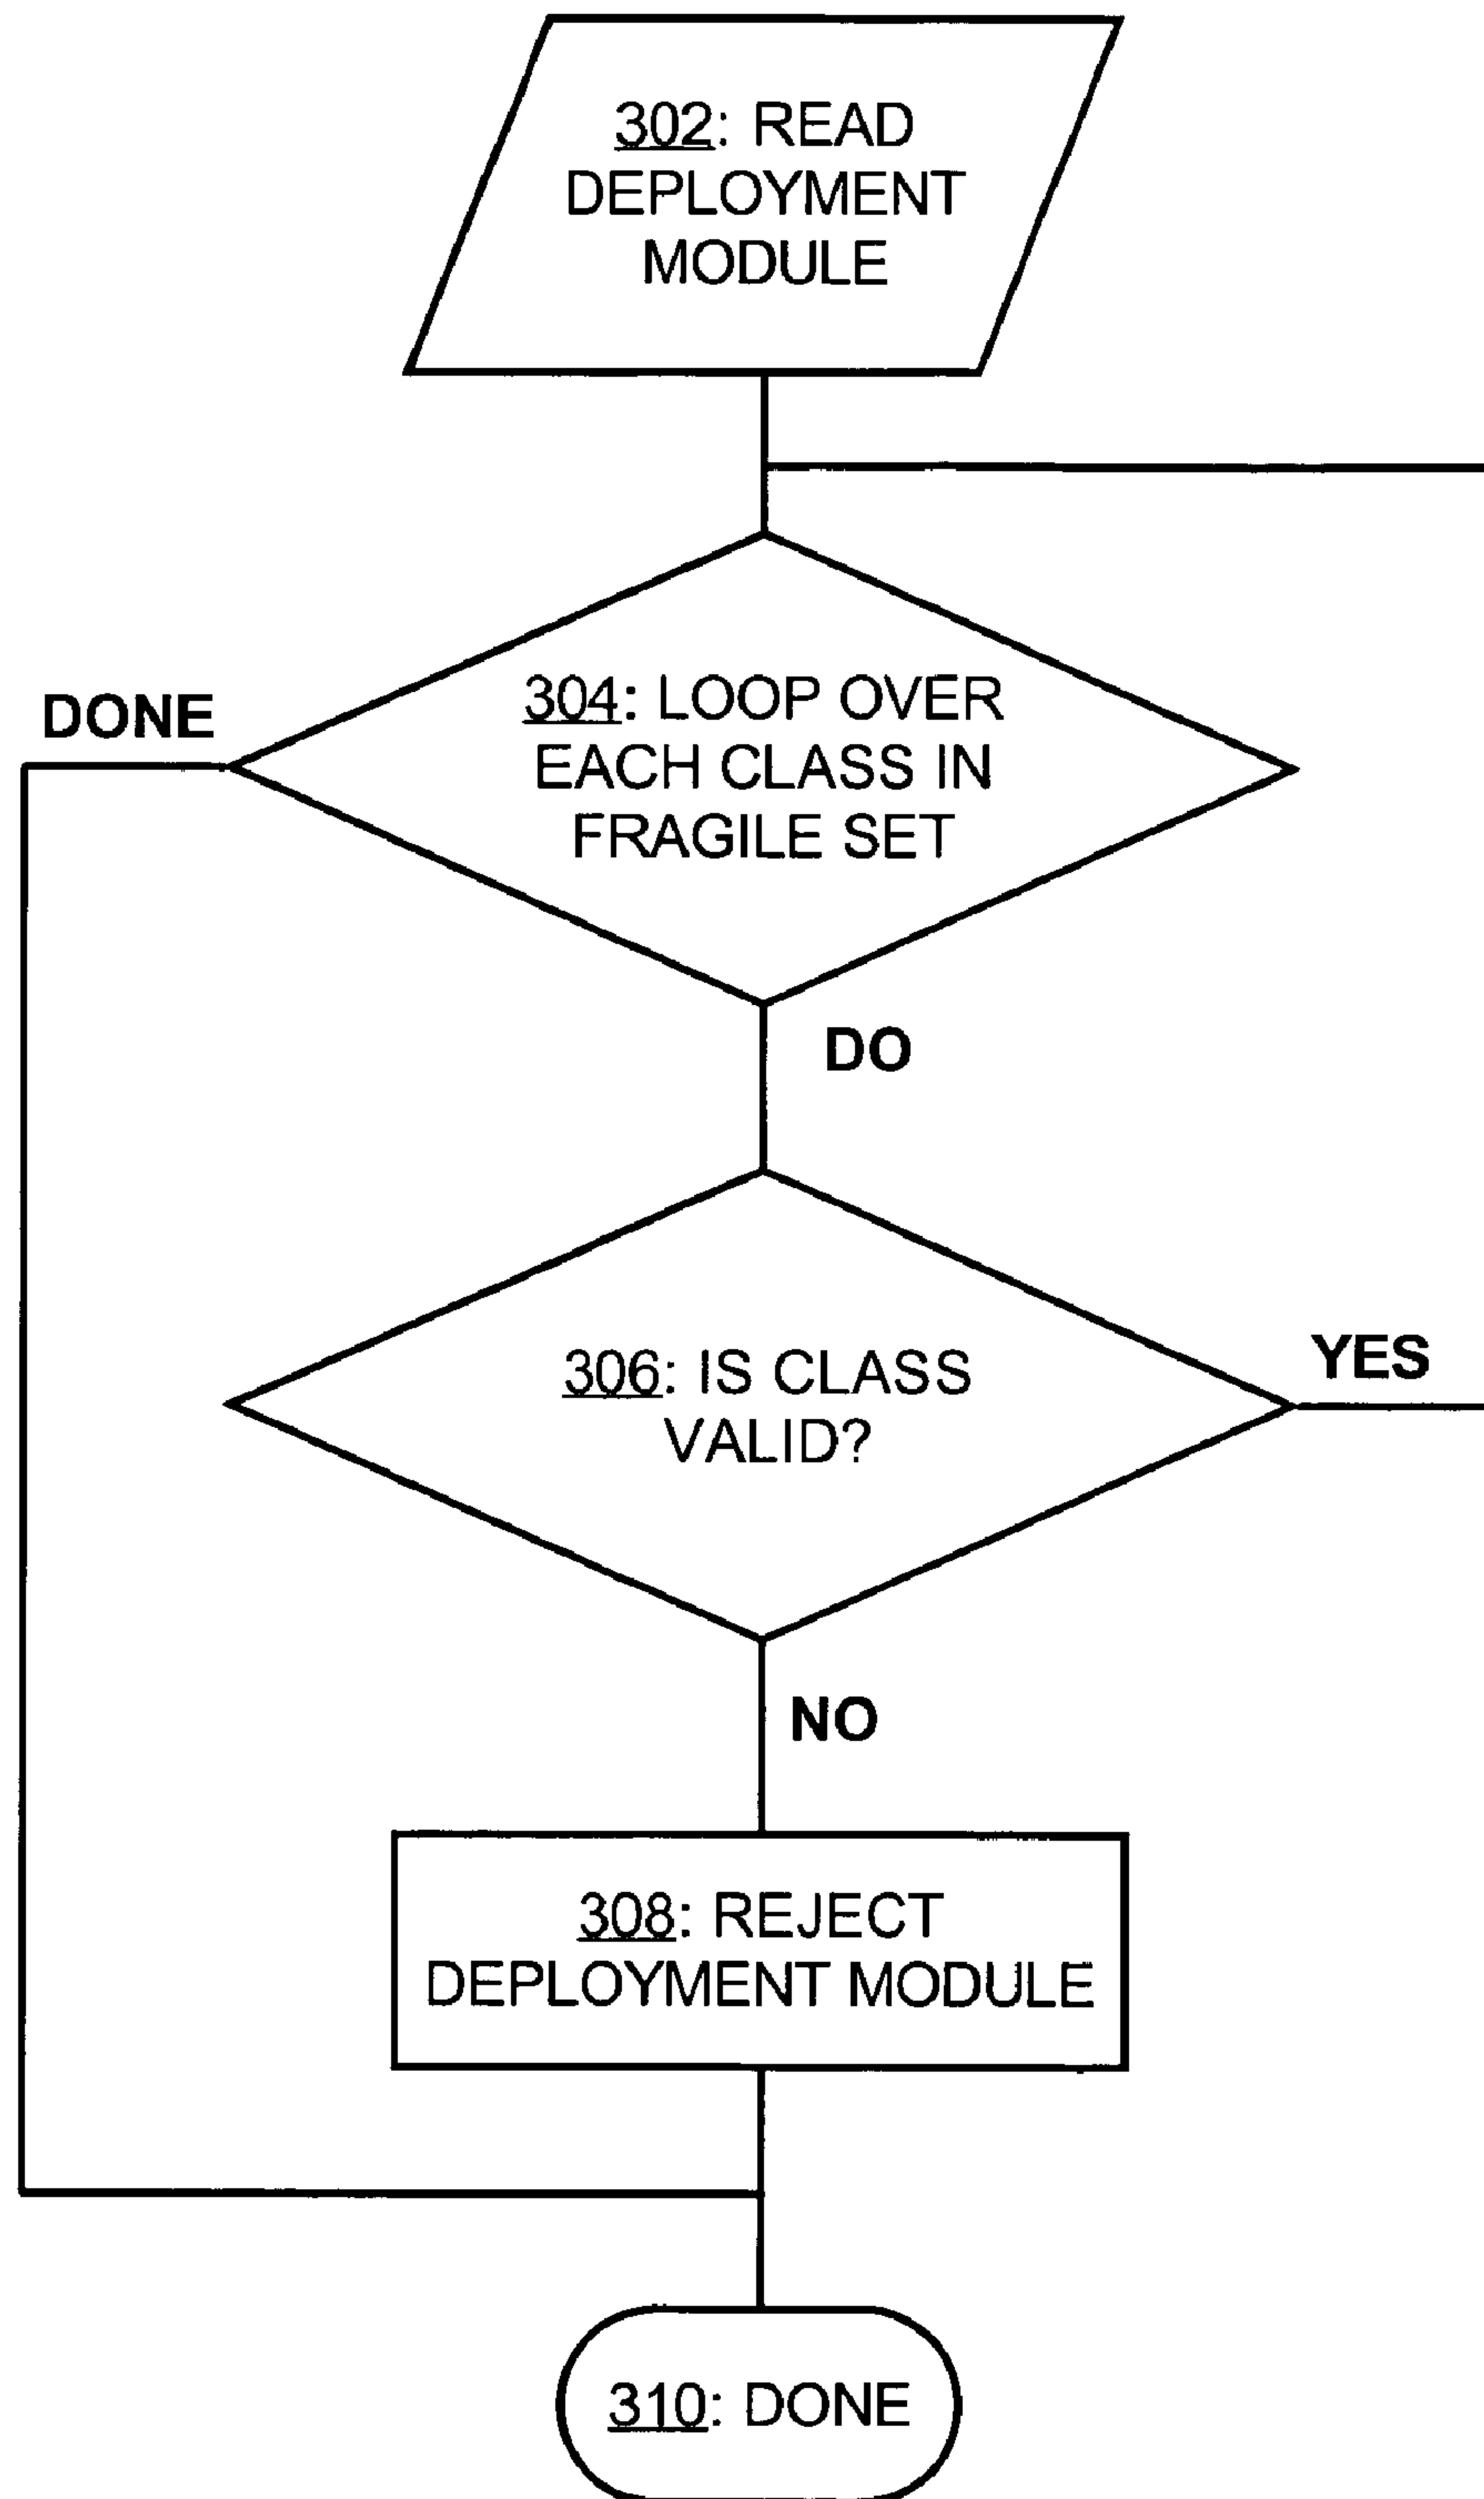 302: READ
DEPLOYMENT
MODULE
304: LOOP OVER
EACH CLASS IN
FRAGILE SET
DONE
DO
306: IS CLASS
VALID?
YES
NO
308: REJECT
DEPLOYMENT MODULE
310: DONE